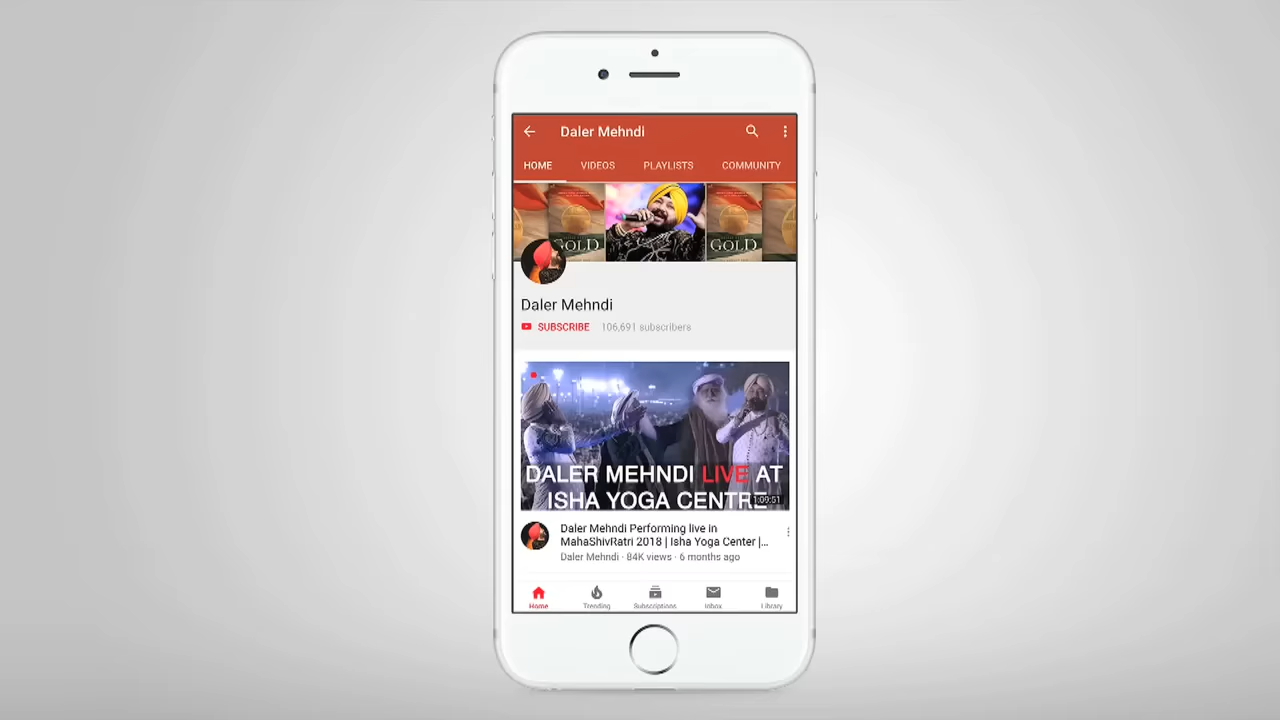 Daler Mehndi
HOME VIDEOS PLAYLISTS COMMUNITY
GOLD GOLD
Daler Mehndi
SUBSCRIBE 106,691 subscribers
DALER MEHNDI LIVE AT
ISHA YOGA CENTRE
1:09:51
Daler Mehndi Performing live in
MahaShivRatri 2018 | Isha Yoga Center |...
Daler Mehndi · 84K views · 6 months ago
Home Trending Subscriptions Inbox Library